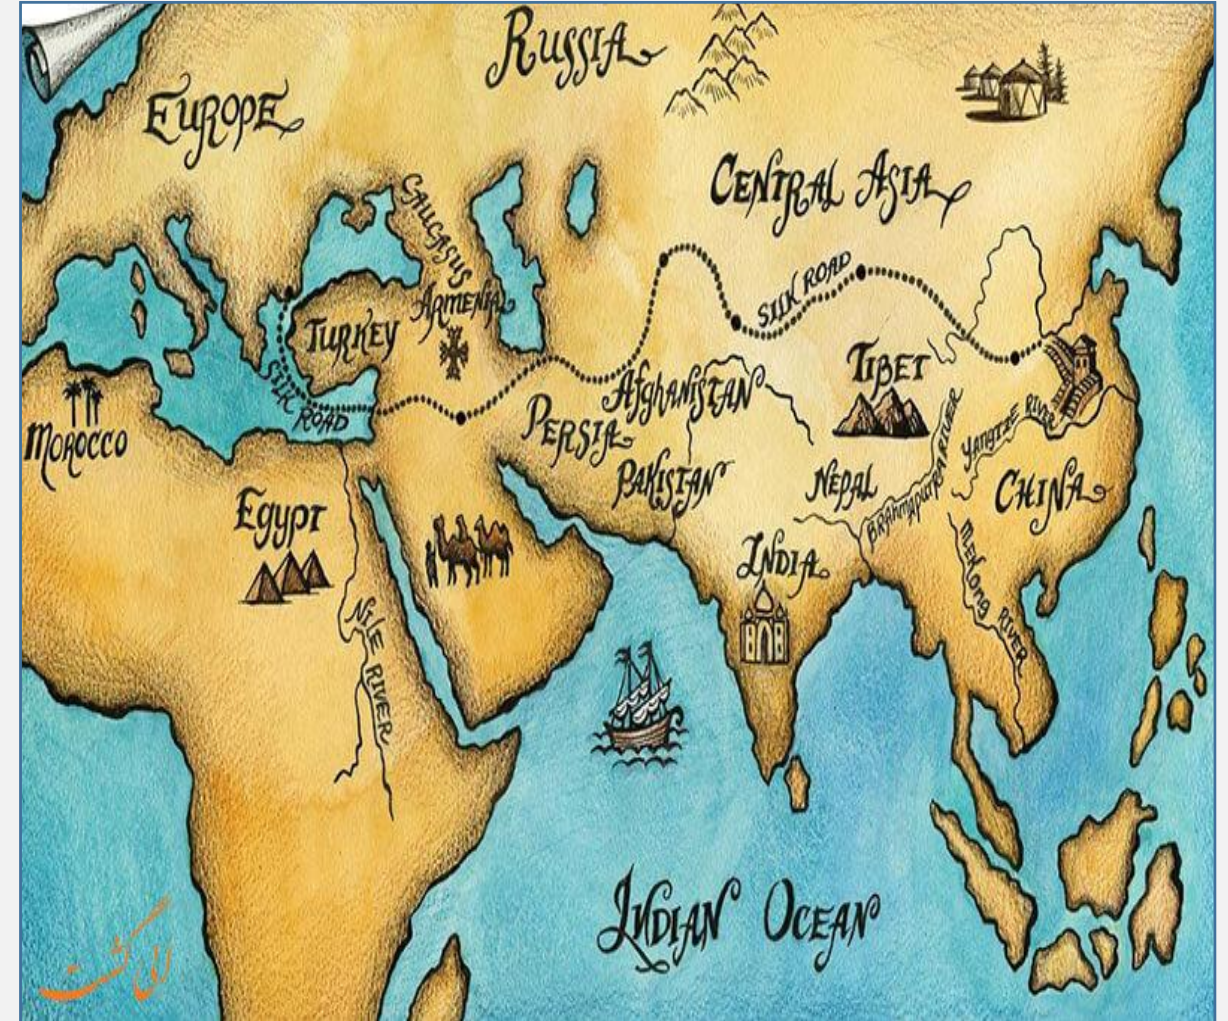 RUSSIA
EUROPE
CENTRAL ASIA
CAUCASUS
ARMENIA
SILK ROAD
TURKEY
TIBET
SILK
ROAD
Afghanistan
PERSIA
MOROCCO
PAKISTAN
NEPAL
BRAHMAPUTRA RIVER
YANGTZE RIVER
CHINA
Egypt
INDIA
MEKONG RIVER
NILE RIVER
INDIAN OCEAN